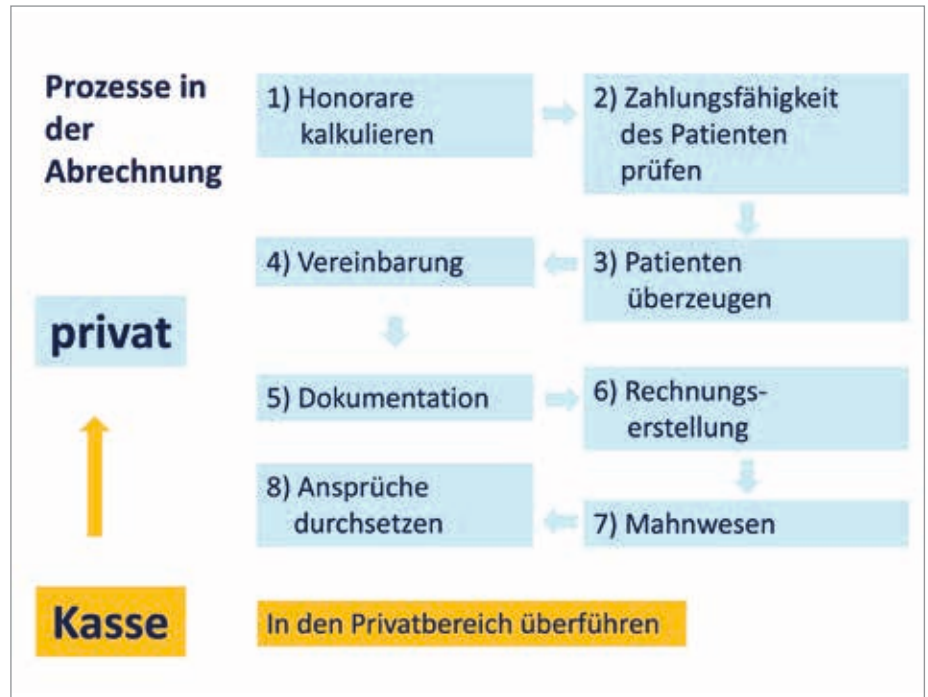 Prozesse in
der
Abrechnung
1) Honorare
kalkulieren
2) Zahlungsfähigkeit
des Patienten
prüfen
3) Patienten
überzeugen
4) Vereinbarung
5) Dokumentation
6) Rechnungs-
erstellung
7) Mahnwesen
8) Ansprüche
durchsetzen
privat
Kasse
In den Privatbereich überführen